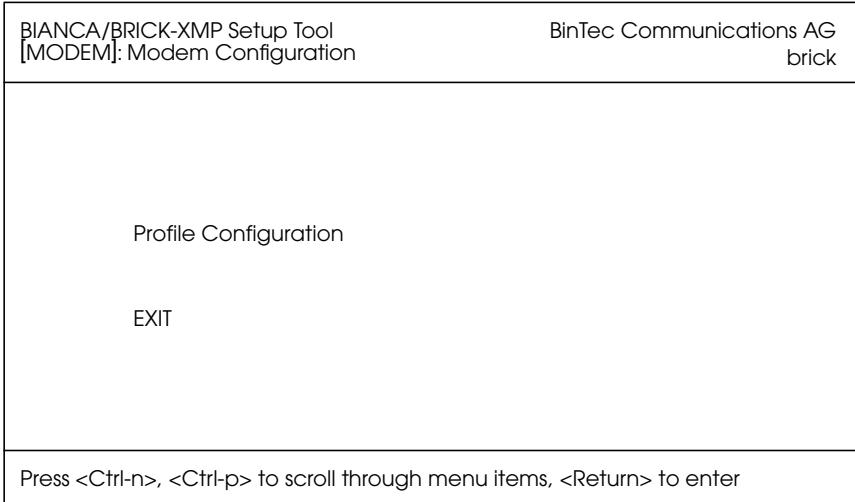 BIANCA/BRICK-XMP Setup Tool BinTec Communications AG
[MODEM]: Modem Configuration brick
Profile Configuration
EXIT
Press <Ctrl-n>, <Ctrl-p> to scroll through menu items, <Return> to enter